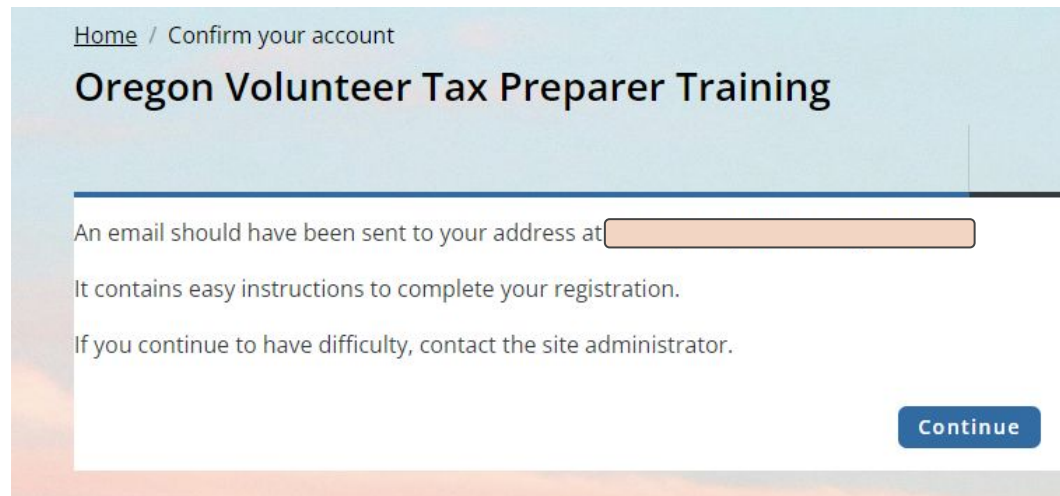 Home / Confirm your account
Oregon Volunteer Tax Preparer Training
An email should have been sent to your address at
It contains easy instructions to complete your registration.
If you continue to have difficulty, contact the site administrator.
Continue